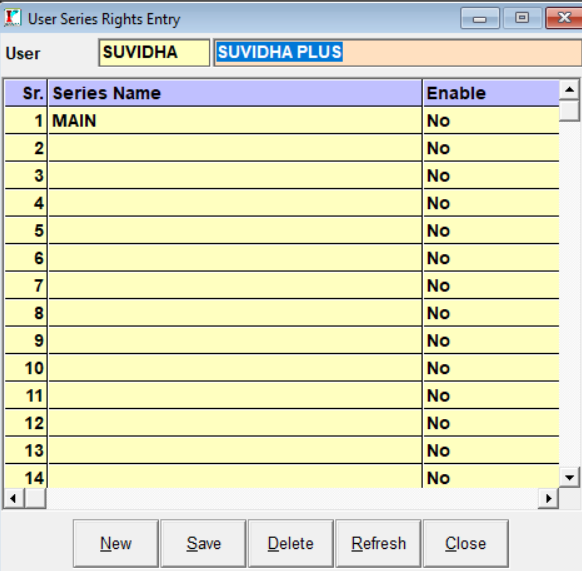 User Series Rights Entry
User SUVIDHA SUVIDHA PLUS
Sr. Series Name Enable
1 MAIN No
2 No
3 No
4 No
5 No
6 No
7 No
8 No
9 No
10 No
11 No
12 No
13 No
14 No
New Save Delete Refresh Close